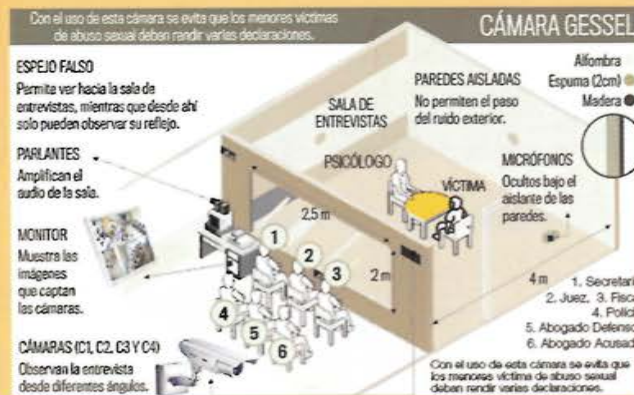 Con el uso de esta cámara se evita que los menores víctimas
de abuso sexual deban rendir varias declaraciones.
CÁMARA GESSEL
ESPEJO FALSO
Permite ver hacia la sala de
entrevistas, mientras que desde ahí
solo pueden observar su reflejo.
PARLANTES
Amplifican el
audio de la sala.
MONITOR
Muestra las
imágenes
que captan
las cámaras.
CÁMARAS (C1, C2, C3 Y C4)
Observan la entrevista
desde diferentes ángulos.
SALA DE
ENTREVISTAS
PSICÓLOGO
VÍCTIMA
PAREDES AISLADAS
No permiten el paso
del ruido exterior.
Alfombra
Espuma (2cm)
Madera
MICRÓFONOS
Ocultos bajo el
aislante de las
paredes.
2,5 m
2 m
4 m
1
2
3
4
5
6
1. Secretari
2. Juez. 3. Fisca
4. Polic
5. Abogado Defenso
6. Abogado Acusad
Con el uso de esta cámara se evita que
los menores víctima de abuso sexual
deban rendir varias declaraciones.